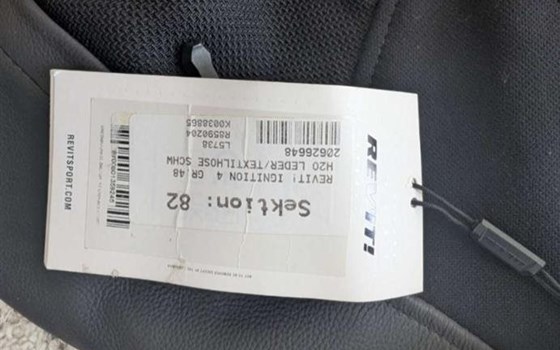 REV'IT!
Sektion: 82
REVIT! IGNITION 4 GR.48
H2O LEDER/TEXTILHOSE SCHW
20626648
L5738
R8590204
K0038865
REVITSPORT.COM